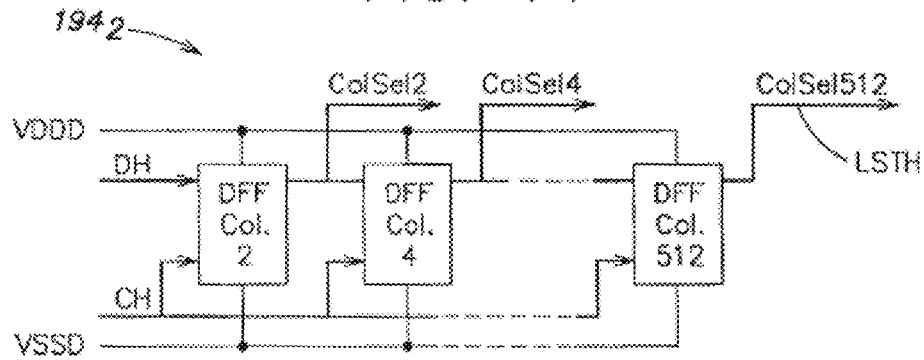 194₂
ColSel2
ColSel4
ColSel512
VDDD
DH
LSTH
DFF
Col.
2
DFF
Col.
4
DFF
Col.
512
CH
VSSD